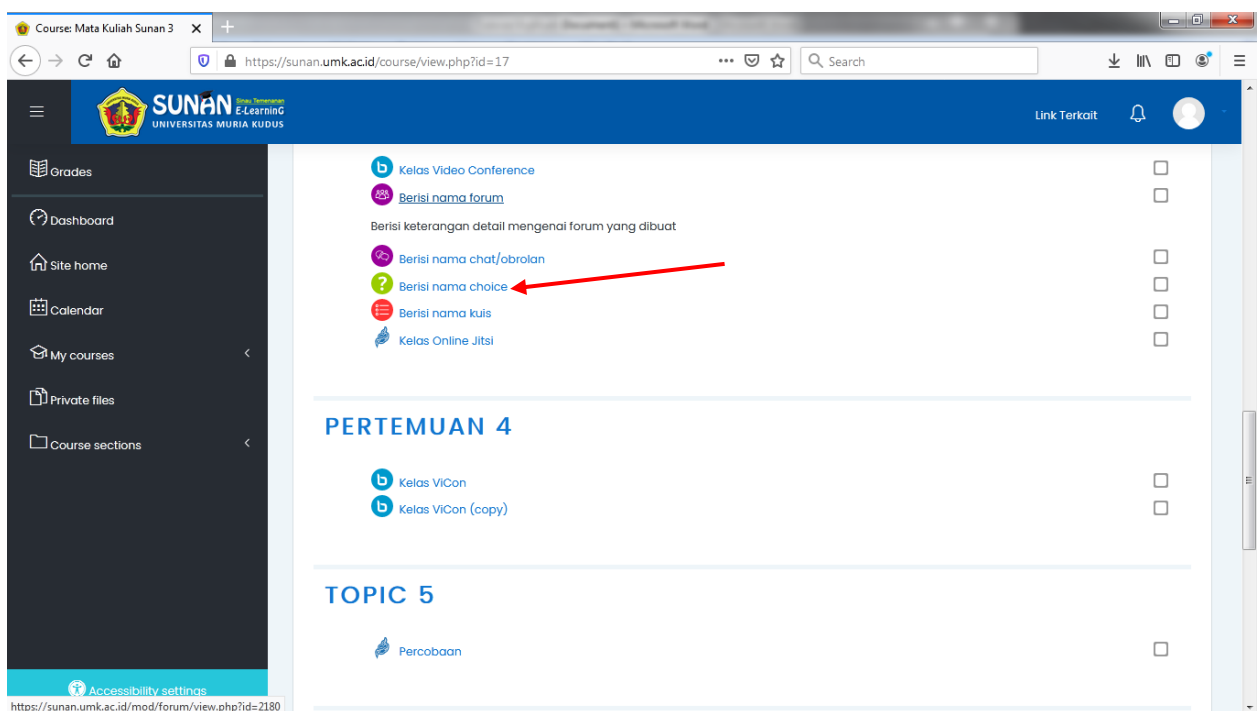 Course: Mata Kuliah Sunan 3
https://sunan.umk.ac.id/course/view.php?id=17
Search
SUNAN Sinau Temenanan E-Learning
UNIVERSITAS MURIA KUDUS
Link Terkait
Grades
Dashboard
Site home
Calendar
My courses
Private files
Course sections
Accessibility settings
Kelas Video Conference
Berisi nama forum
Berisi keterangan detail mengenai forum yang dibuat
Berisi nama chat/obrolan
Berisi nama choice
Berisi nama kuis
Kelas Online Jitsi
PERTEMUAN 4
Kelas ViCon
Kelas ViCon (copy)
TOPIC 5
Percobaan
https://sunan.umk.ac.id/mod/forum/view.php?id=2180